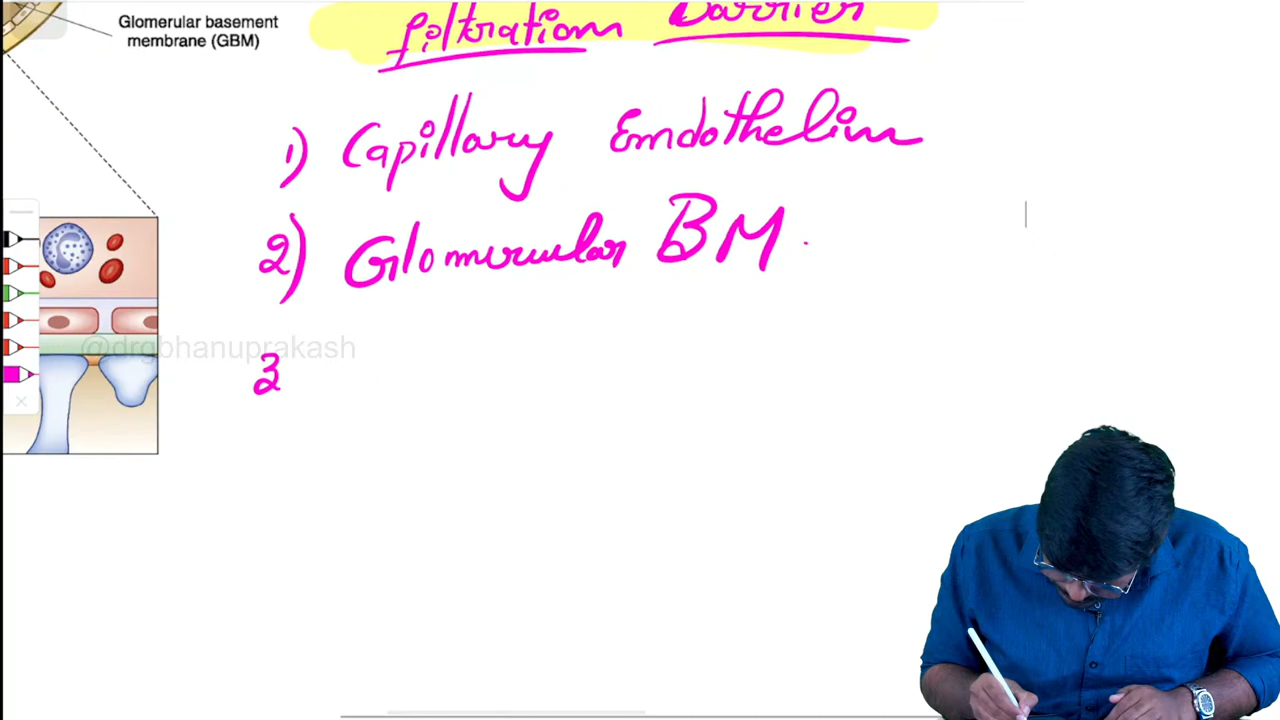 Glomerular basement
membrane (GBM)
filtration Barrier
1) Capillary Endothelium
2) Glomerular BM
@drgbhanuprakash
3